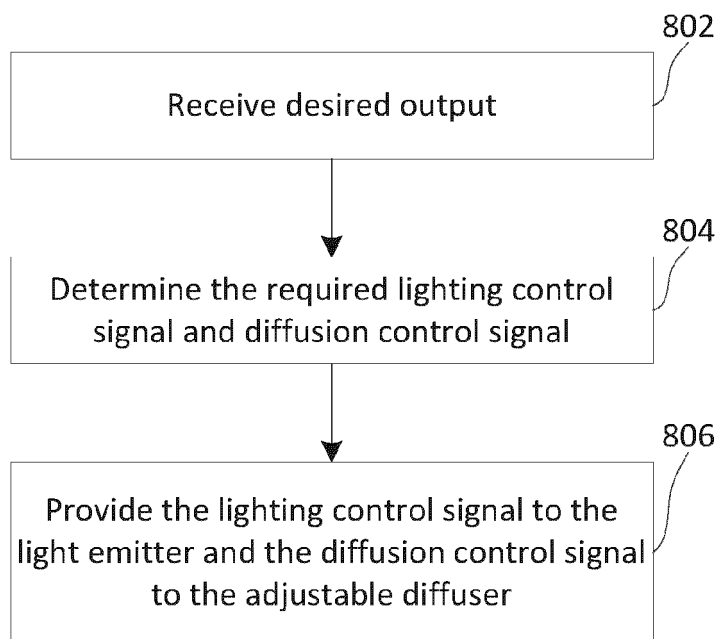 802
Receive desired output
804
Determine the required lighting control
signal and diffusion control signal
806
Provide the lighting control signal to the
light emitter and the diffusion control signal
to the adjustable diffuser